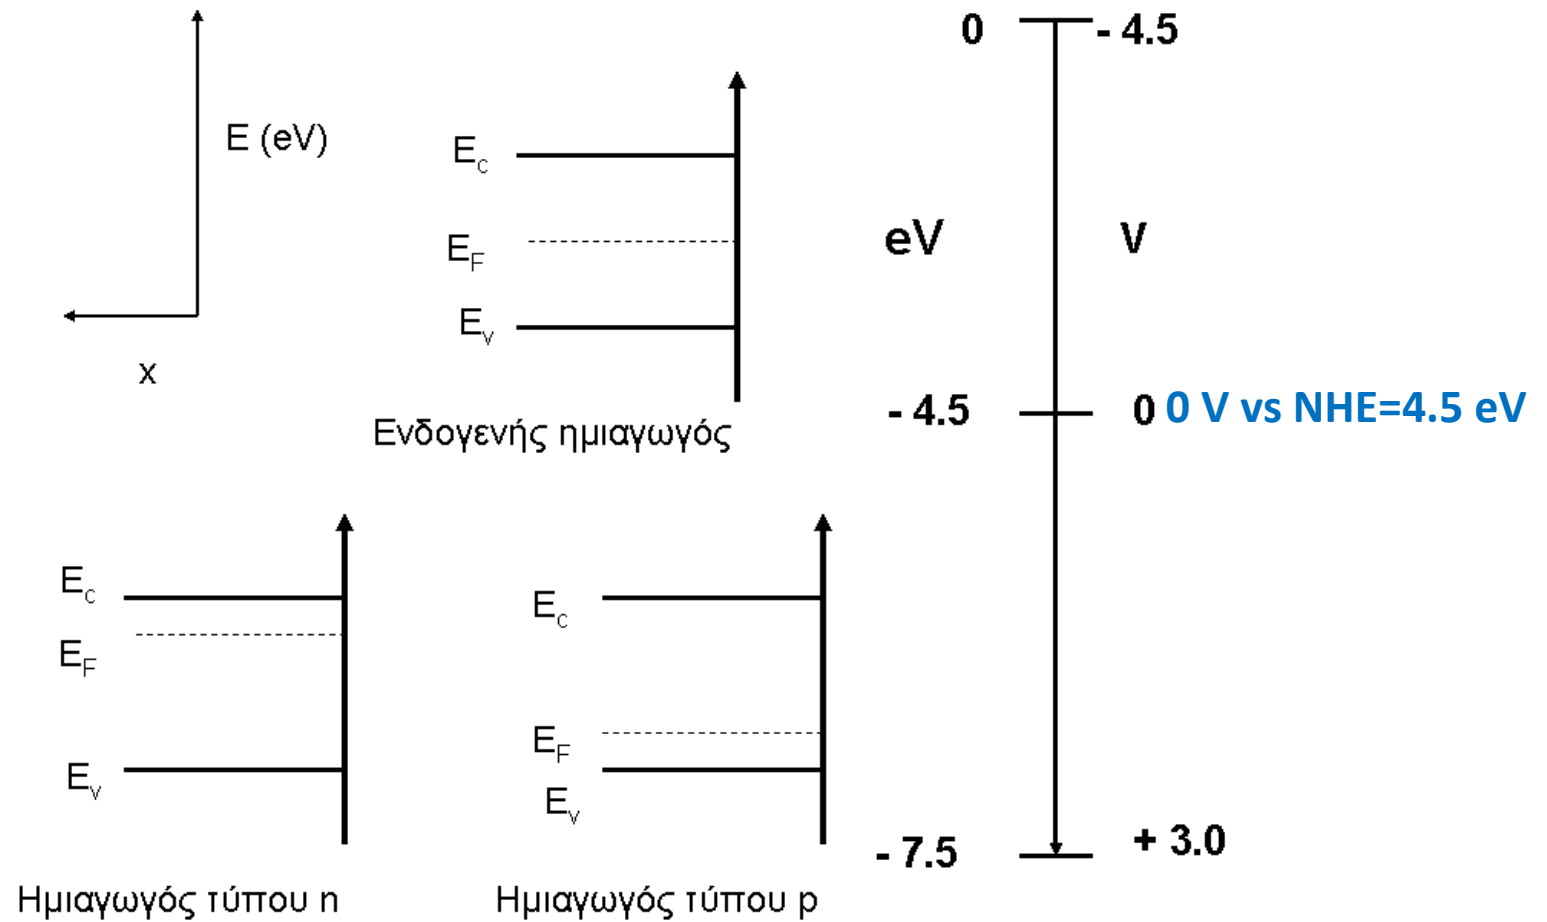 E (eV)
x
Ec
EF
Ev
Ενδογενής ημιαγωγός
Ec
EF
Ev
Ημιαγωγός τύπου n
Ec
EF
Ev
Ημιαγωγός τύπου p
0 - 4.5
eV V
- 4.5 0 0 V vs NHE=4.5 eV
- 7.5 + 3.0